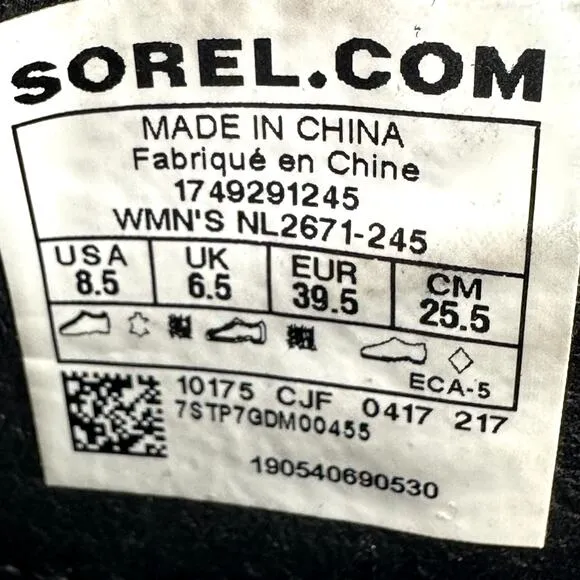 SOREL.COM
MADE IN CHINA
Fabriqué en Chine
1749291245
WMN'S NL2671-245
USA UK EUR CM
8.5 6.5 39.5 25.5
ECA-5
10175 CJF 0417 217
7STP7GDM00455
190540690530